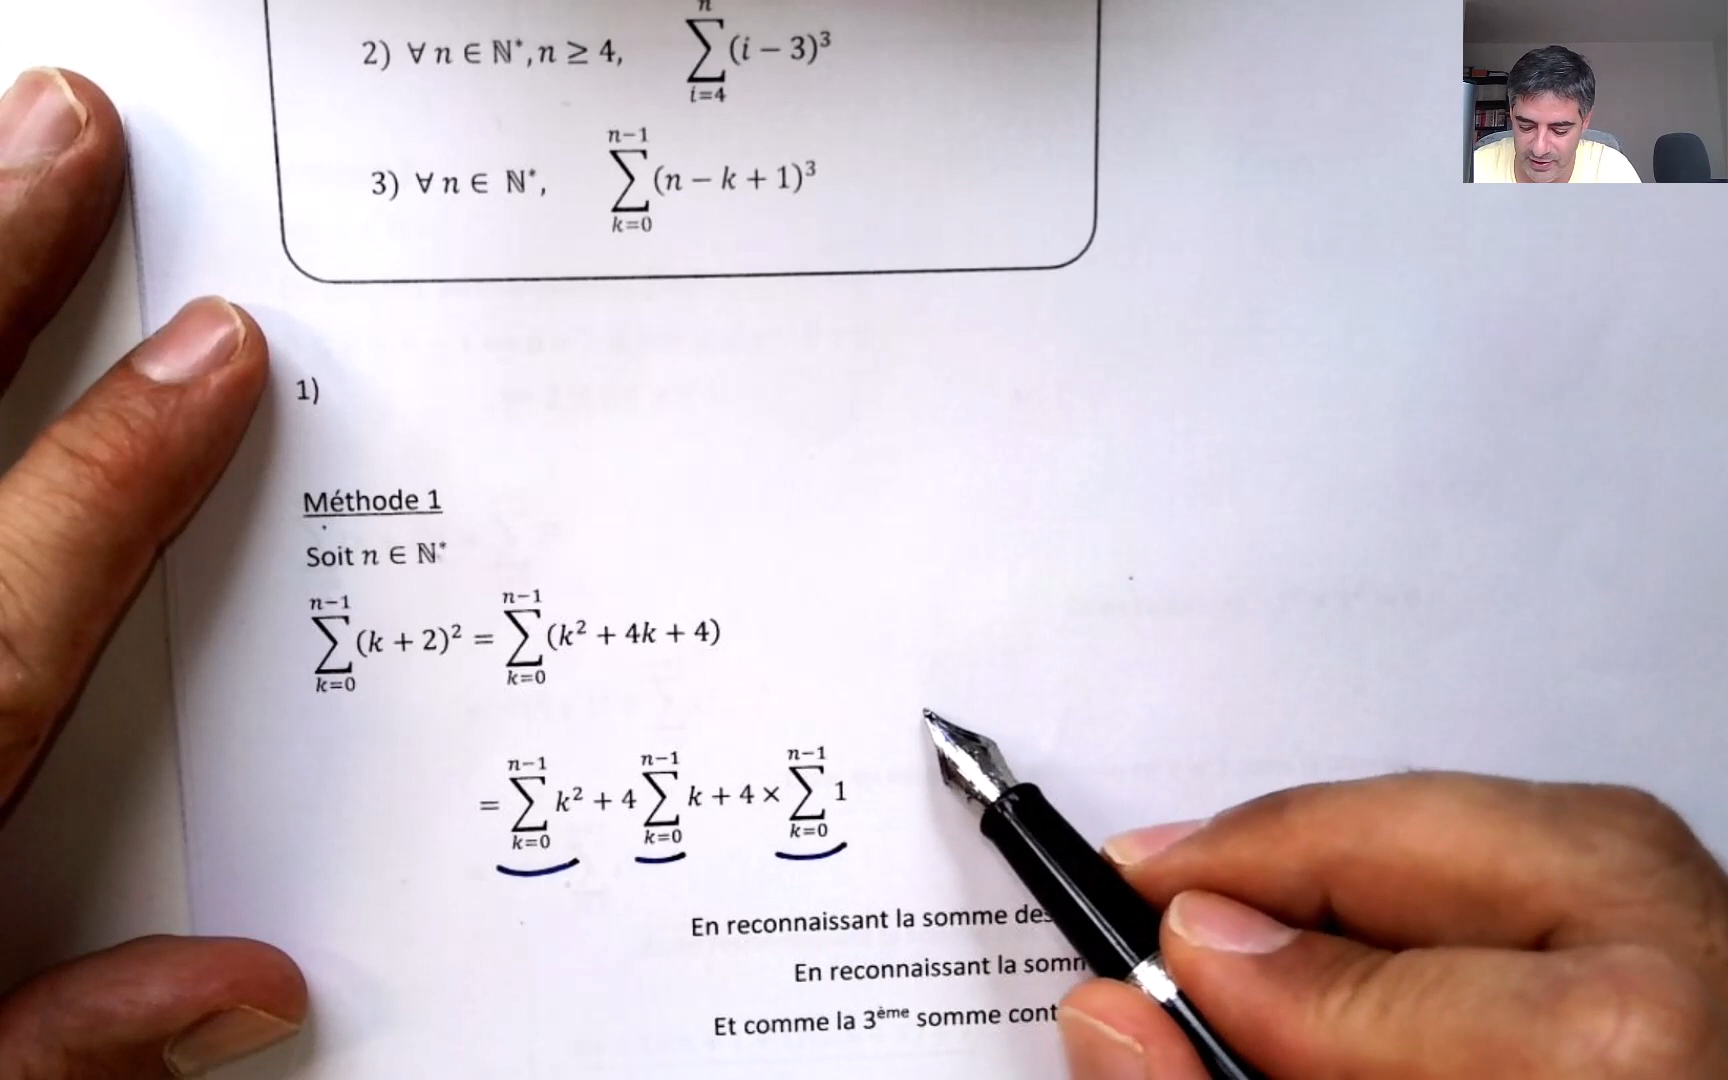 2) ∀ n ∈ ℕ*, n ≥ 4, ∑_{i=4}^{n} (i − 3)³
3) ∀ n ∈ ℕ*, ∑_{k=0}^{n−1} (n − k + 1)³
1)
Méthode 1
Soit n ∈ ℕ*
∑_{k=0}^{n−1} (k + 2)² = ∑_{k=0}^{n−1} (k² + 4k + 4)
= ∑_{k=0}^{n−1} k² + 4 ∑_{k=0}^{n−1} k + 4 × ∑_{k=0}^{n−1} 1
En reconnaissant la somme des
En reconnaissant la
Et comme la 3ème somme